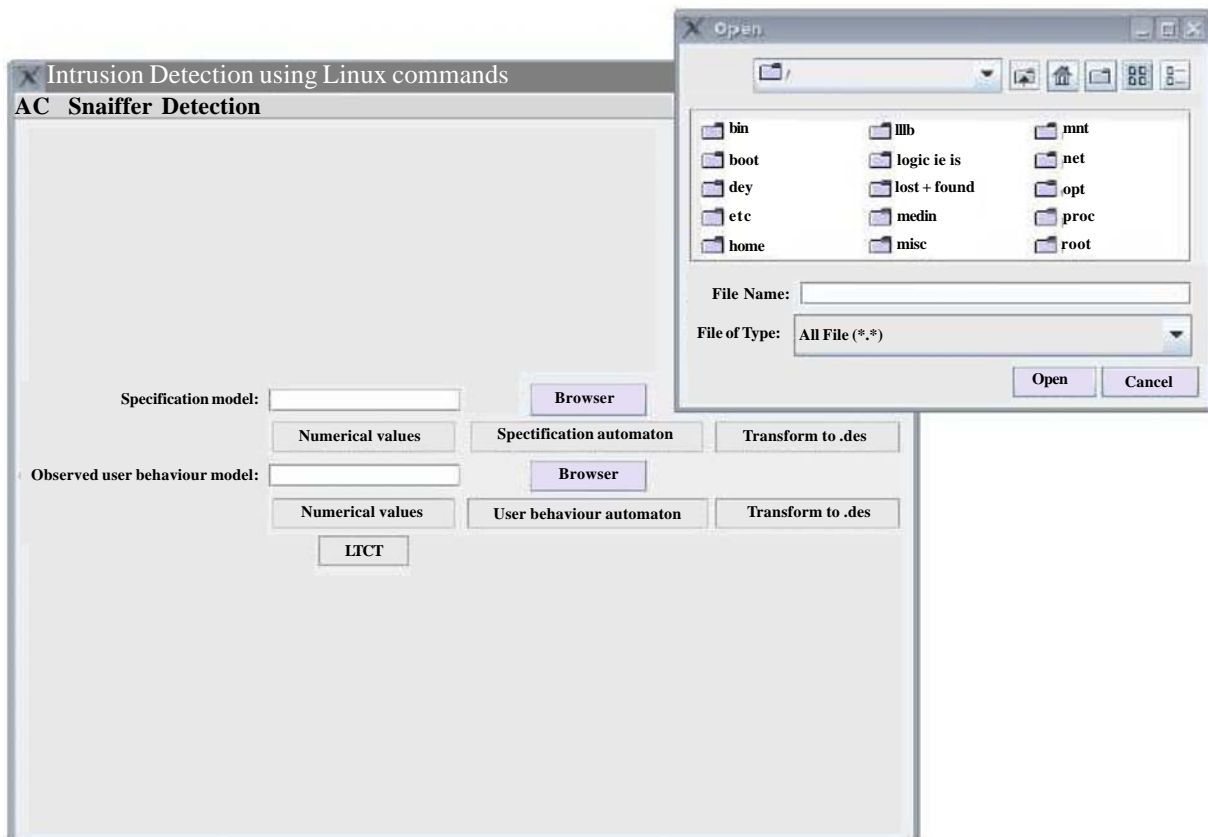 Open
/
bin
boot
dey
etc
home
lllb
logic ie is
lost + found
medin
misc
mnt
net
opt
proc
root
File Name:
File of Type: All File (*.*)
Open Cancel
Intrusion Detection using Linux commands
AC Snaiffer Detection
Specification model: Browser
Numerical values Spectification automaton Transform to .des
Observed user behaviour model: Browser
Numerical values User behaviour automaton Transform to .des
LTCT